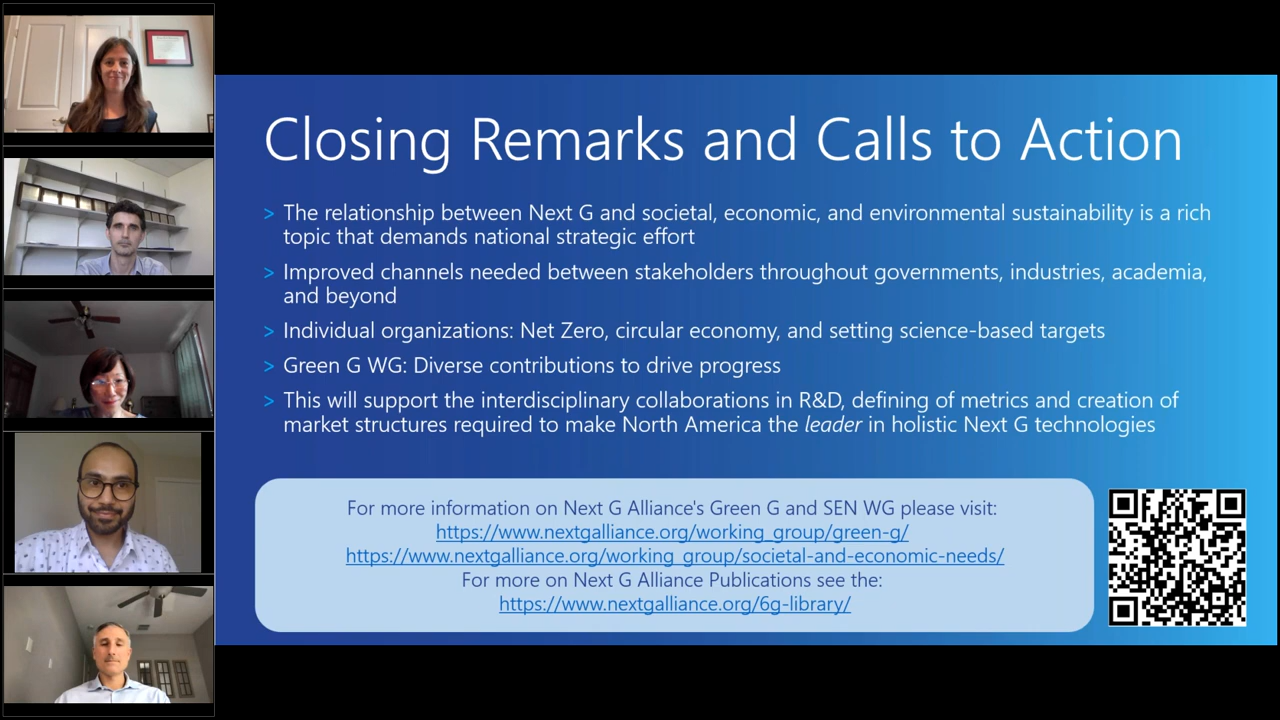 Closing Remarks and Calls to Action
> The relationship between Next G and societal, economic, and environmental sustainability is a rich
topic that demands national strategic effort
> Improved channels needed between stakeholders throughout governments, industries, academia,
and beyond
> Individual organizations: Net Zero, circular economy, and setting science-based targets
> Green G WG: Diverse contributions to drive progress
> This will support the interdisciplinary collaborations in R&D, defining of metrics and creation of
market structures required to make North America the leader in holistic Next G technologies
For more information on Next G Alliance's Green G and SEN WG please visit:
https://www.nextgalliance.org/working_group/green-g/
https://www.nextgalliance.org/working_group/societal-and-economic-needs/
For more on Next G Alliance Publications see the:
https://www.nextgalliance.org/6g-library/